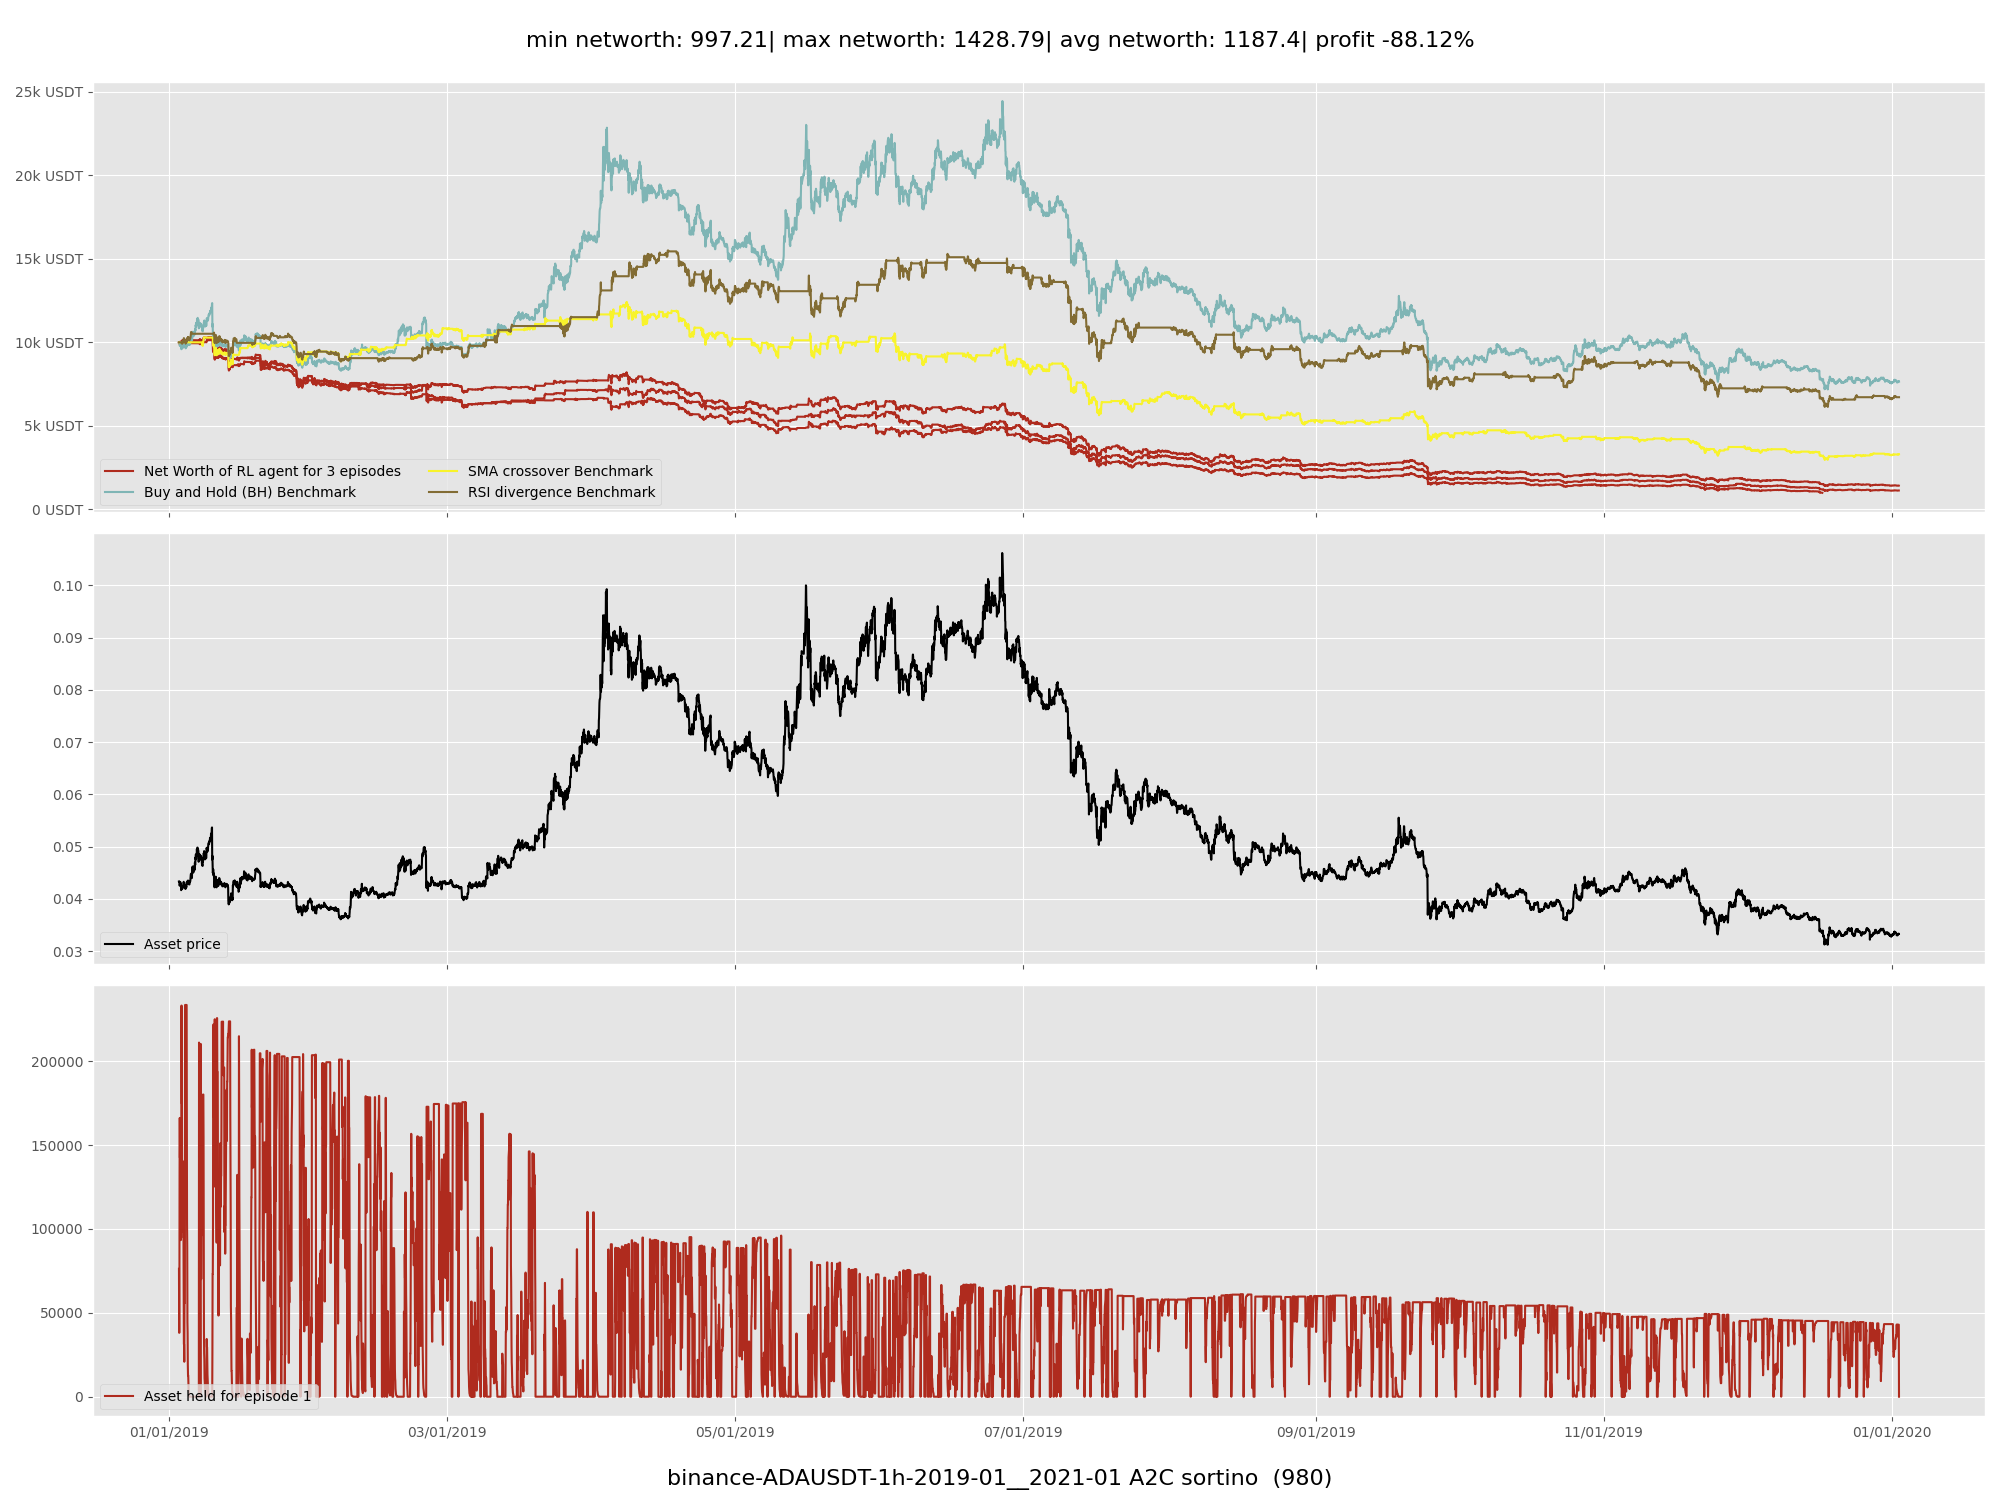 min networth: 997.21| max networth: 1428.79| avg networth: 1187.4| profit -88.12%
25k USDT
20k USDT
15k USDT
10k USDT
5k USDT
0 USDT
Net Worth of RL agent for 3 episodes
Buy and Hold (BH) Benchmark
SMA crossover Benchmark
RSI divergence Benchmark
0.10
0.09
0.08
0.07
0.06
0.05
0.04
0.03
Asset price
200000
150000
100000
50000
0
Asset held for episode 1
01/01/2019 03/01/2019 05/01/2019 07/01/2019 09/01/2019 11/01/2019 01/01/2020
binance-ADAUSDT-1h-2019-01__2021-01 A2C sortino (980)